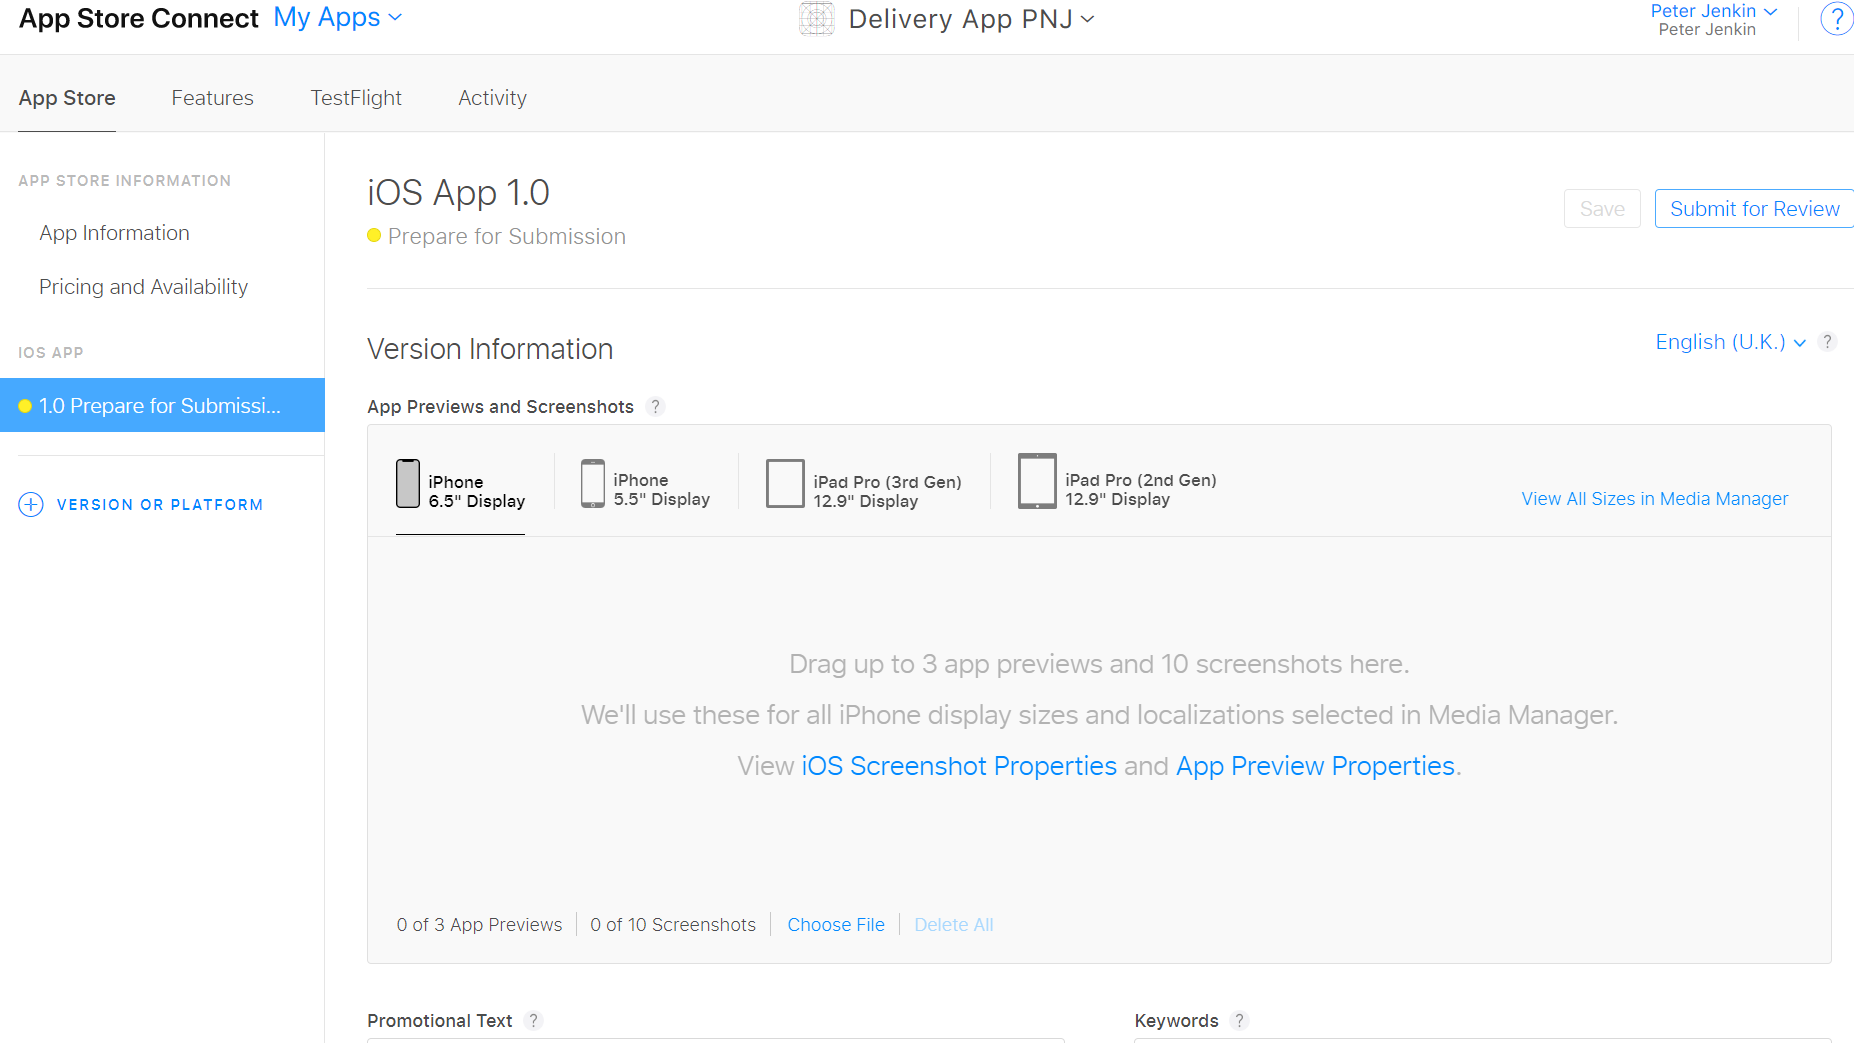 App Store Connect My Apps
Delivery App PNJ
Peter Jenkin
Peter Jenkin
?
App Store Features TestFlight Activity
APP STORE INFORMATION
App Information
Pricing and Availability
IOS APP
1.0 Prepare for Submissi...
VERSION OR PLATFORM
iOS App 1.0
Prepare for Submission
Save Submit for Review
Version Information
English (U.K.) ?
App Previews and Screenshots ?
iPhone
6.5" Display
iPhone
5.5" Display
iPad Pro (3rd Gen)
12.9" Display
iPad Pro (2nd Gen)
12.9" Display
View All Sizes in Media Manager
Drag up to 3 app previews and 10 screenshots here.
We'll use these for all iPhone display sizes and localizations selected in Media Manager.
View iOS Screenshot Properties and App Preview Properties.
0 of 3 App Previews 0 of 10 Screenshots Choose File Delete All
Promotional Text ?
Keywords ?